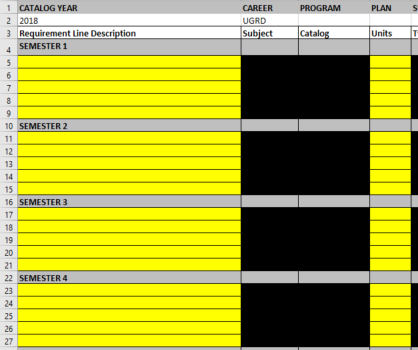 1 CATALOG YEAR CAREER PROGRAM PLAN S
2 2018 UGRD
3 Requirement Line Description Subject Catalog Units T
4 SEMESTER 1
5
6
7
8
9
10 SEMESTER 2
11
12
13
14
15
16 SEMESTER 3
17
18
19
20
21
22 SEMESTER 4
23
24
25
26
27